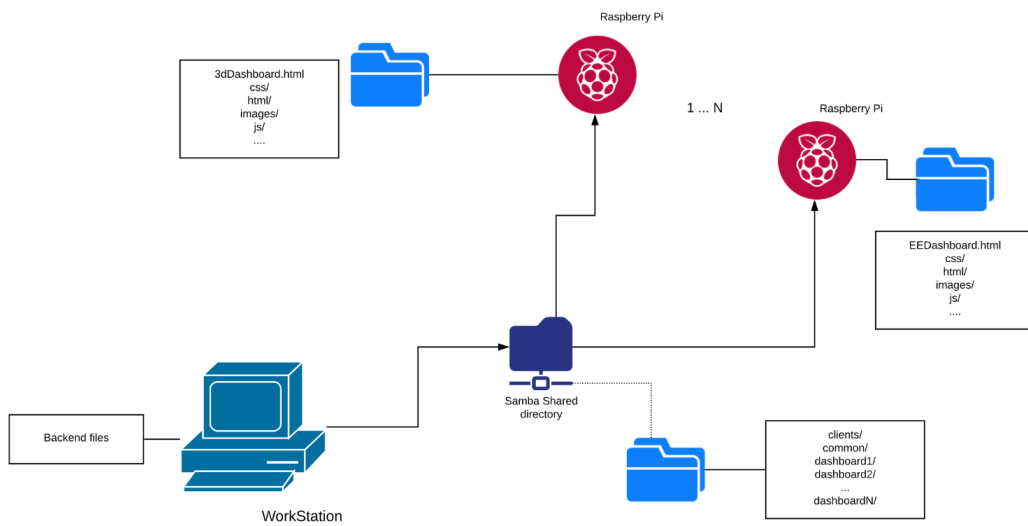 Raspberry Pi
3dDashboard.html
css/
html/
images/
js/
....
1 ... N
Raspberry Pi
EEDashboard.html
css/
html/
images/
js/
....
Samba Shared
directory
Backend files
WorkStation
clients/
common/
dashboard1/
dashboard2/
...
dashboardN/